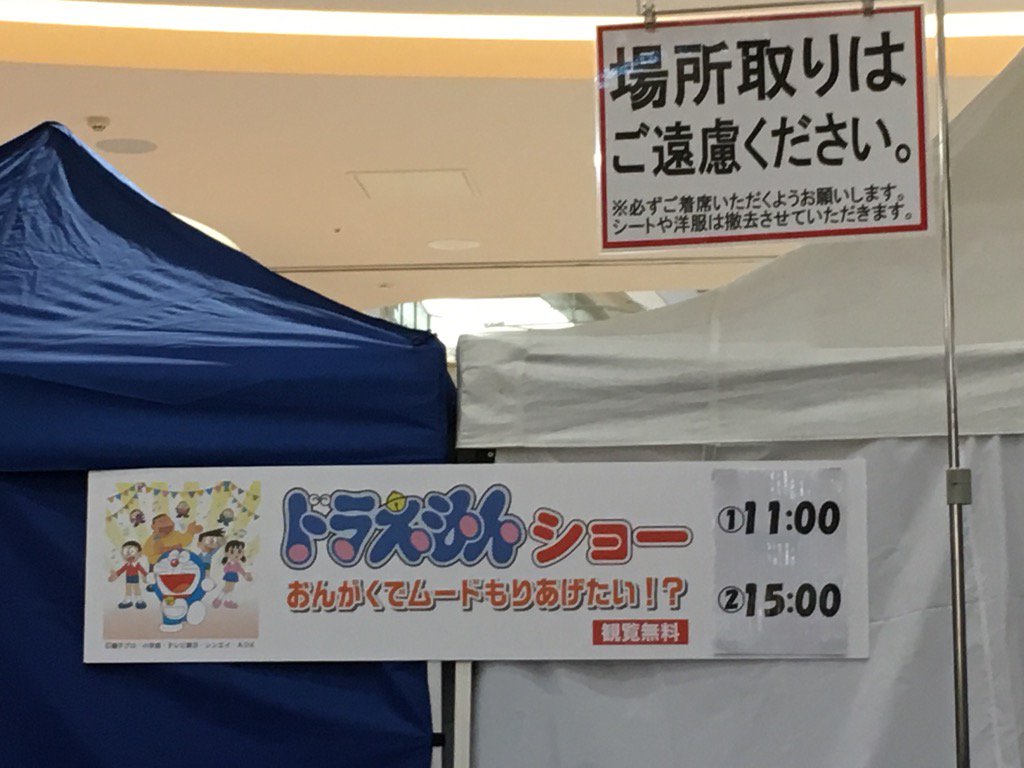 場所取りは
ご遠慮ください。
※必ずご着席いただくようお願いします。
シートや洋服は撤去させていただきます。
ドラえもんショー
おんがくでムードもりあげたい!?
観覧無料
①11:00
②15:00